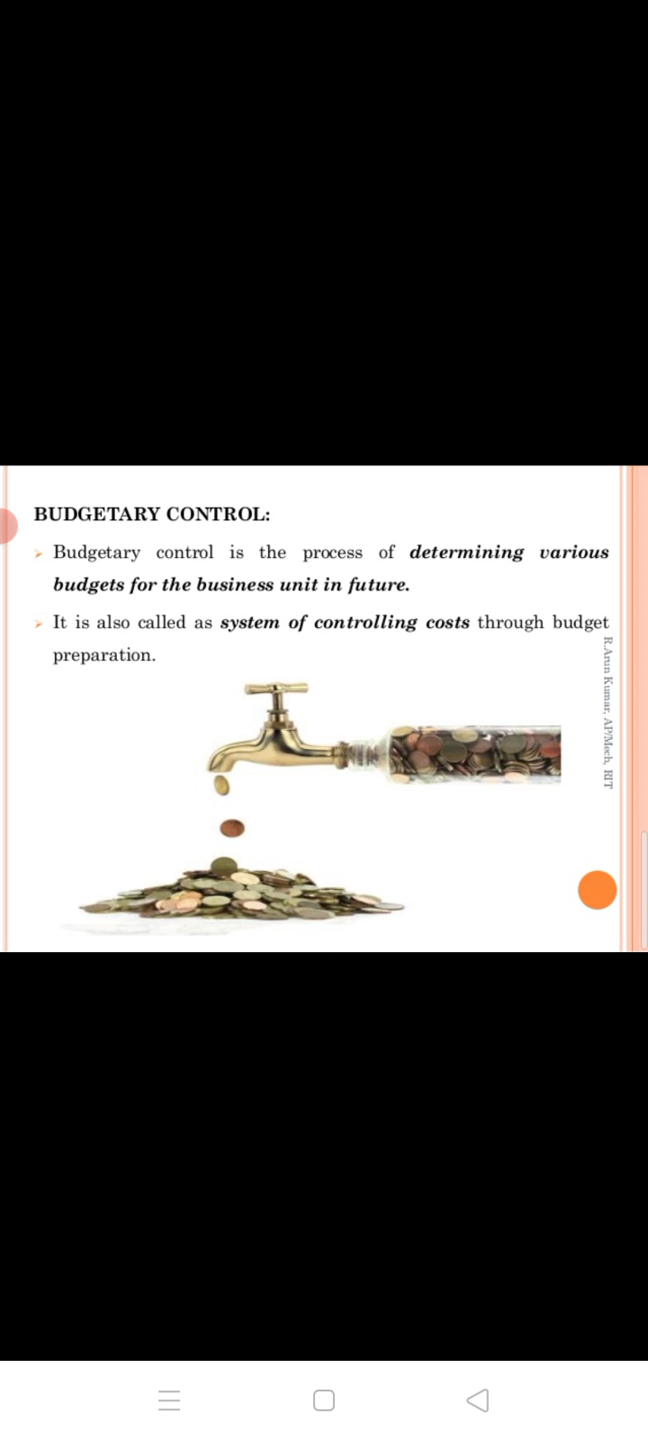 BUDGETARY CONTROL:
➢ Budgetary control is the process of determining various
budgets for the business unit in future.
➢ It is also called as system of controlling costs through budget
preparation.
R.Arun Kumar, AP/Mech, RIT